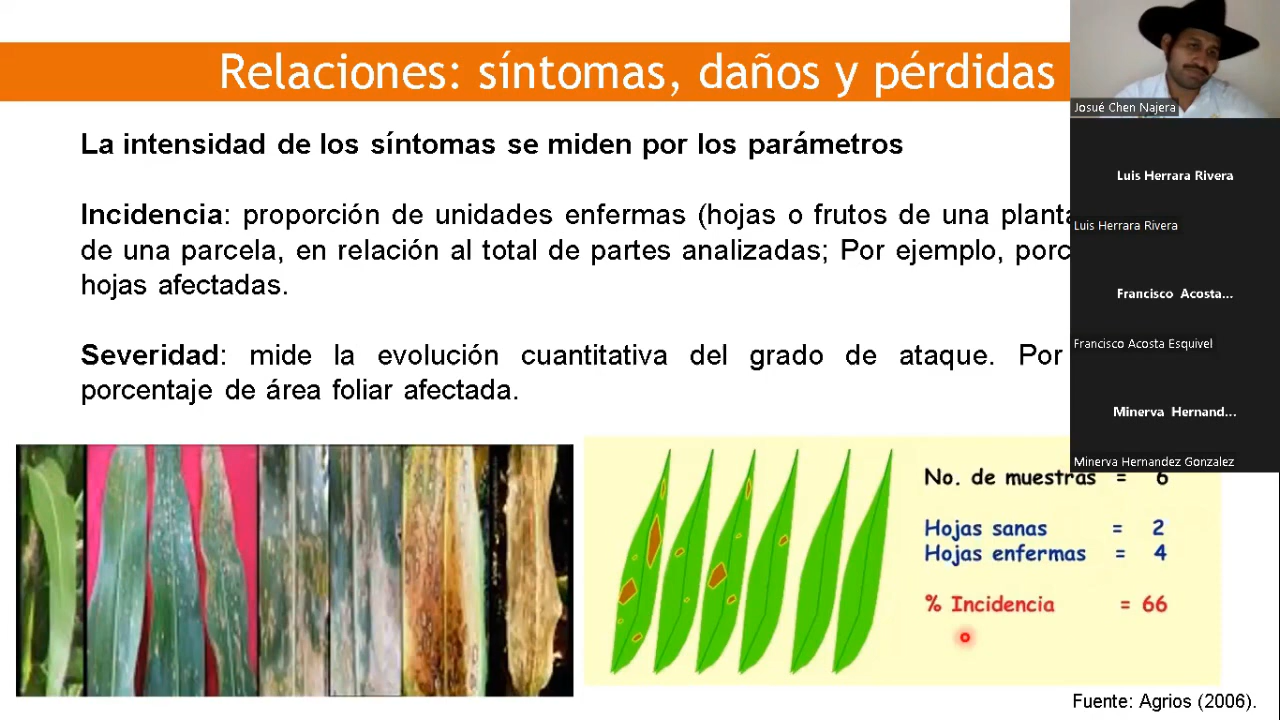 Relaciones: síntomas, daños y pérdidas
La intensidad de los síntomas se miden por los parámetros
Incidencia: proporción de unidades enfermas (hojas o frutos de una
de una parcela, en relación al total de partes analizadas; Por ejemplo,
hojas afectadas.
Severidad: mide la evolución cuantitativa del grado de ataque. Por
porcentaje de área foliar afectada.
No. de muestras = 6
Hojas sanas = 2
Hojas enfermas = 4
% Incidencia = 66
Fuente: Agrios (2006).
Josué Chen Najera
Luis Herrara Rivera
Luis Herrara Rivera
Francisco Acosta...
Francisco Acosta Esquivel
Minerva Hernand...
Minerva Hernandez Gonzalez